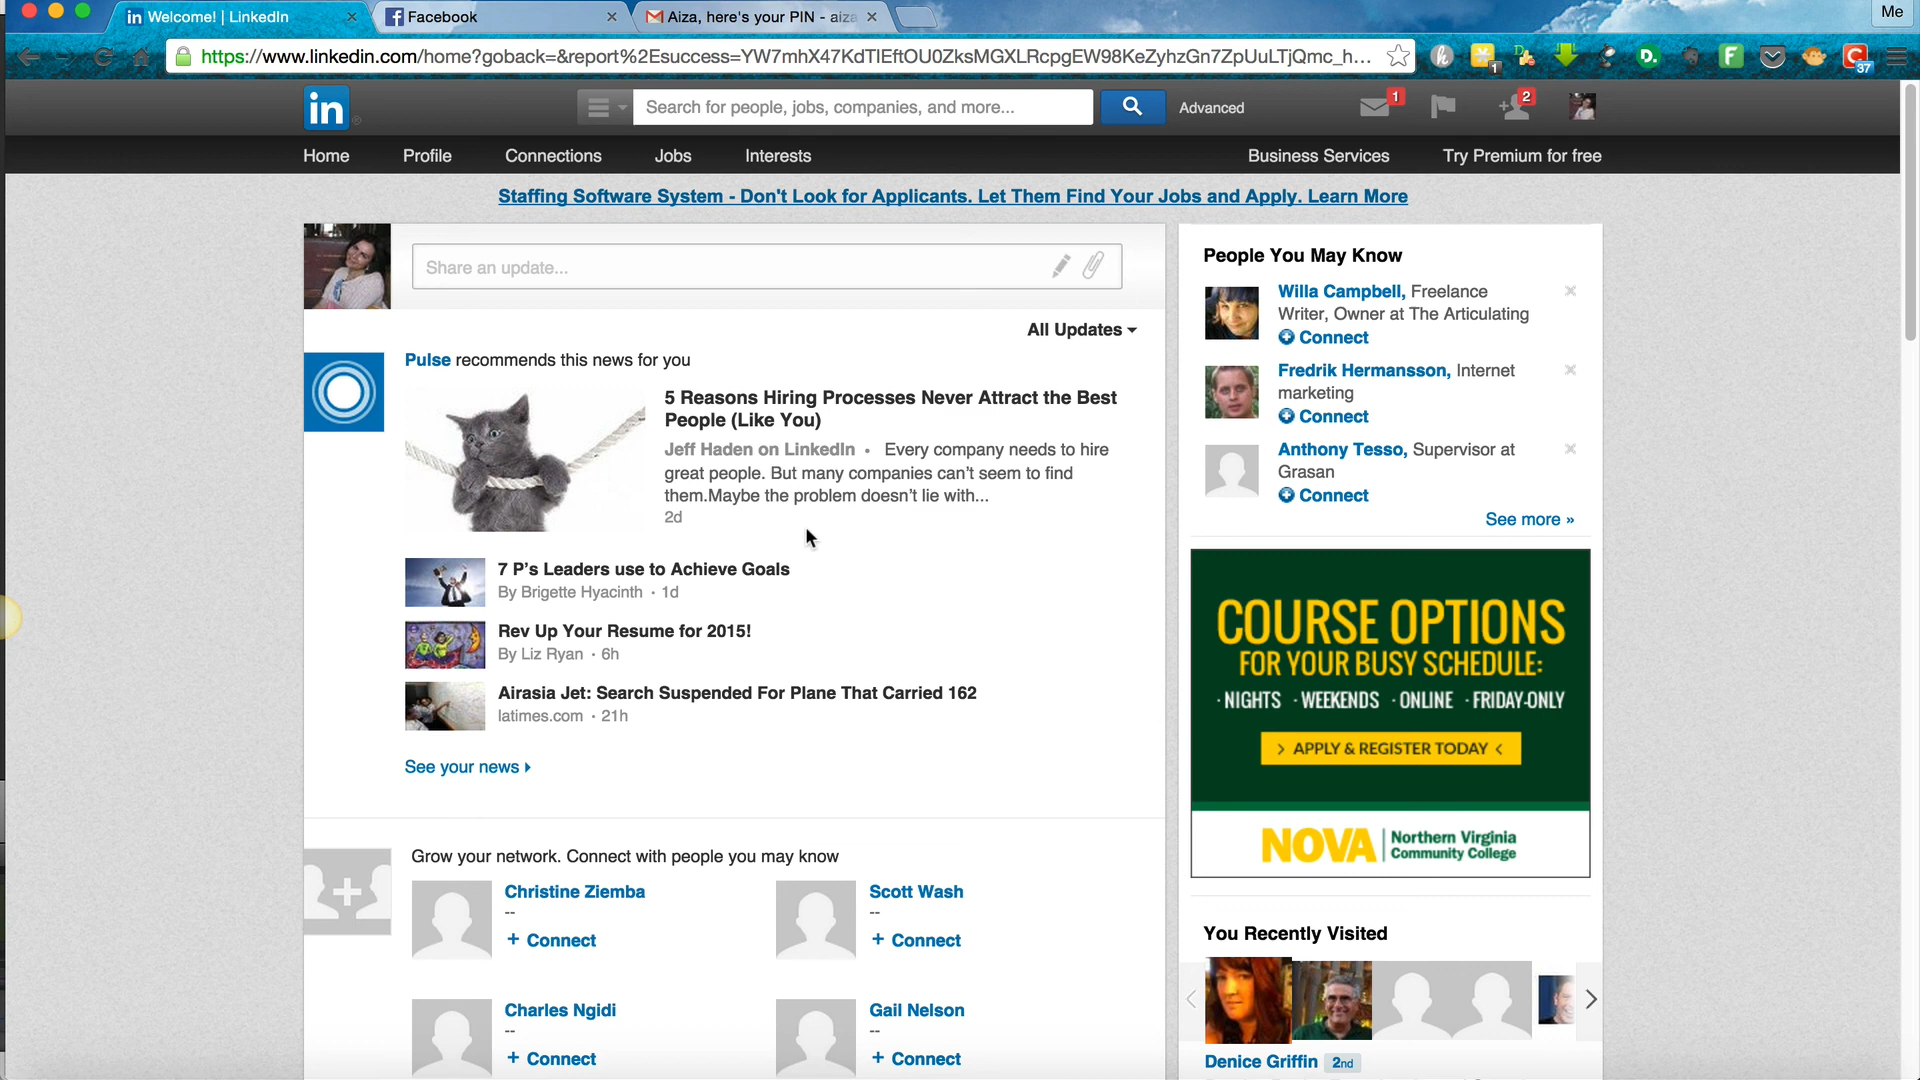 Welcome! | LinkedIn
Facebook
Aiza, here's your PIN - aiza
Me
https://www.linkedin.com/home?goback=&report%2Esuccess=YW7mhX47KdTIEftOU0ZksMGXLRcpgEW98KeZyhzGn7ZpUuLTjQmc_h...
1
37
in
Search for people, jobs, companies, and more...
Advanced
1
2
Home
Profile
Connections
Jobs
Interests
Business Services
Try Premium for free
Staffing Software System - Don't Look for Applicants. Let Them Find Your Jobs and Apply. Learn More
Share an update...
All Updates
Pulse recommends this news for you
5 Reasons Hiring Processes Never Attract the Best
People (Like You)
Jeff Haden on LinkedIn • Every company needs to hire
great people. But many companies can't seem to find
them.Maybe the problem doesn't lie with...
2d
7 P's Leaders use to Achieve Goals
By Brigette Hyacinth · 1d
Rev Up Your Resume for 2015!
By Liz Ryan · 6h
Airasia Jet: Search Suspended For Plane That Carried 162
latimes.com · 21h
See your news
Grow your network. Connect with people you may know
Christine Ziemba
--
+ Connect
Scott Wash
--
+ Connect
Charles Ngidi
--
+ Connect
Gail Nelson
--
+ Connect
People You May Know
Willa Campbell, Freelance
Writer, Owner at The Articulating
Connect
Fredrik Hermansson, Internet
marketing
Connect
Anthony Tesso, Supervisor at
Grasan
Connect
See more »
COURSE OPTIONS
FOR YOUR BUSY SCHEDULE:
· NIGHTS · WEEKENDS · ONLINE · FRIDAY-ONLY
> APPLY & REGISTER TODAY <
NOVA
Northern Virginia
Community College
You Recently Visited
Denice Griffin 2nd